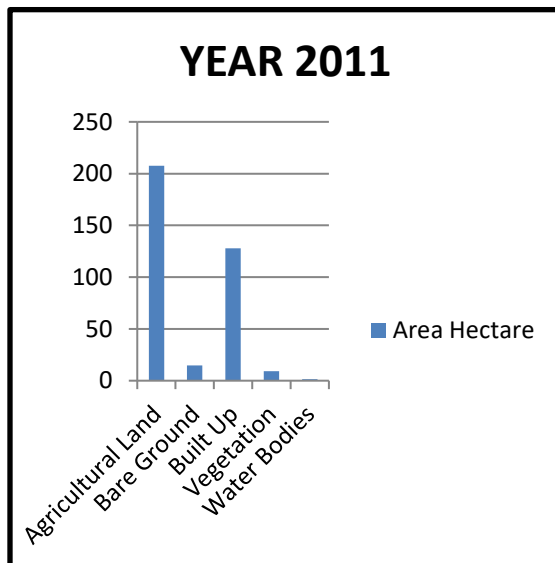 YEAR 2011
250
200
150
100
50
0
Agricultural Land
Bare Ground
Built Up
Vegetation
Water Bodies
Area Hectare